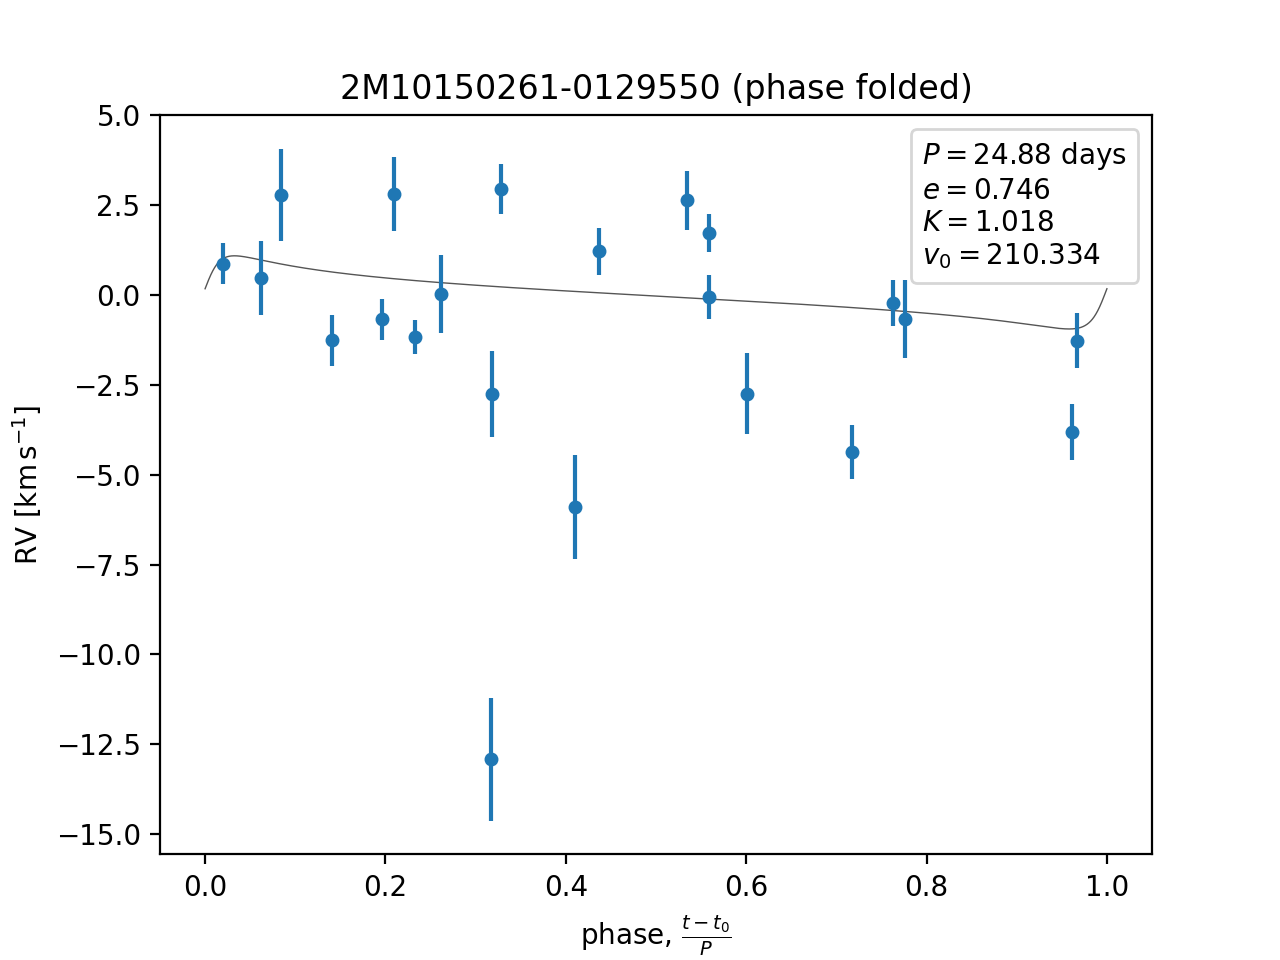 2M10150261-0129550 (phase folded)
P = 24.88 days
e = 0.746
K = 1.018
v₀ = 210.334
RV [km s⁻¹]
5.0
2.5
0.0
−2.5
−5.0
−7.5
−10.0
−12.5
−15.0
0.0 0.2 0.4 0.6 0.8 1.0
phase, (t − t₀)/P